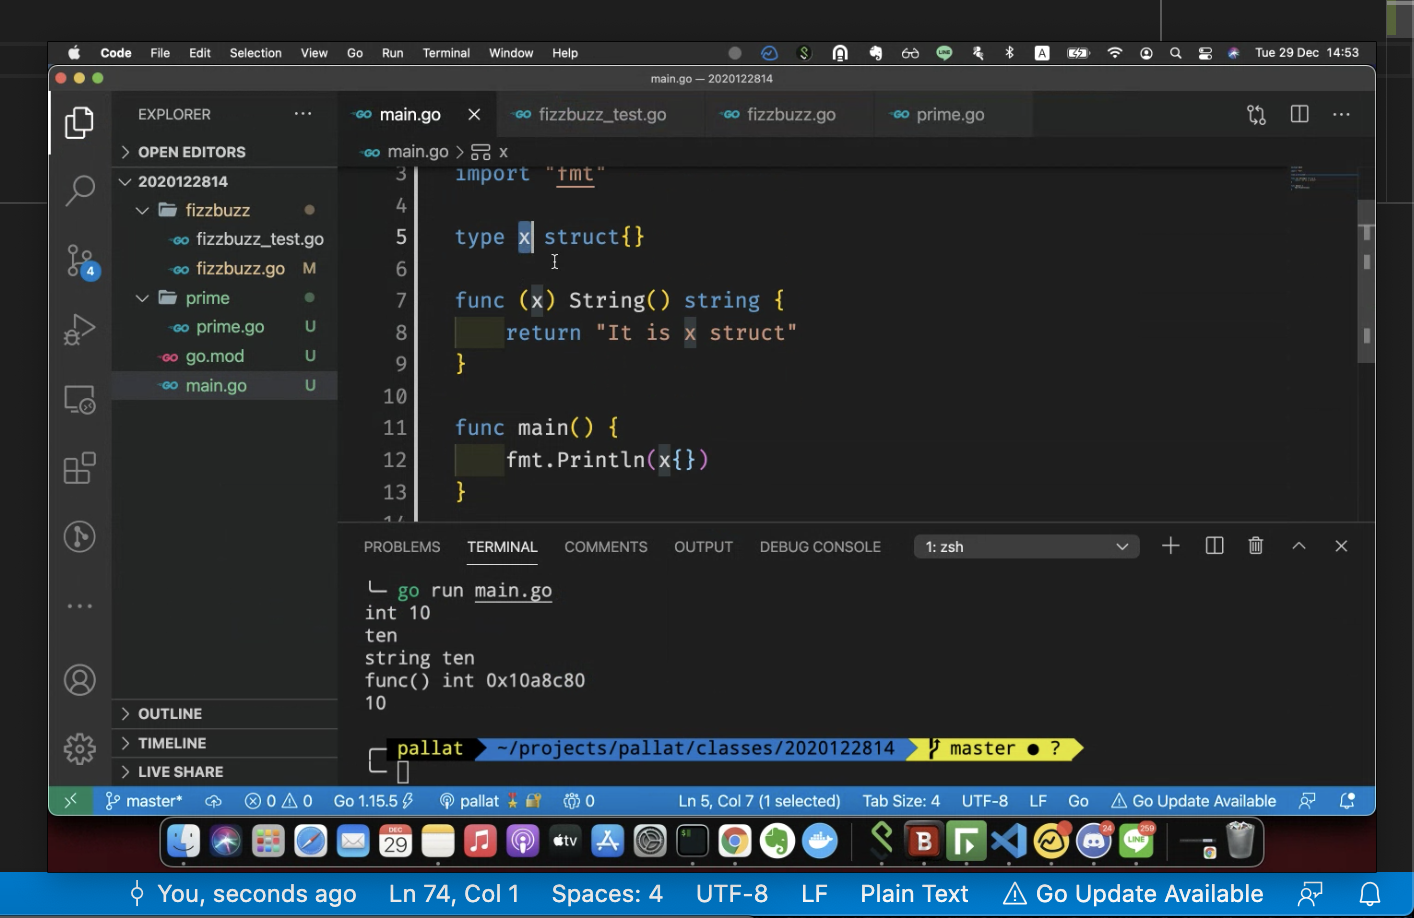 Code File Edit Selection View Go Run Terminal Window Help Tue 29 Dec 14:53
main.go — 2020122814
EXPLORER
OPEN EDITORS
2020122814
fizzbuzz
fizzbuzz_test.go
fizzbuzz.go M
prime
prime.go U
go.mod U
main.go U
OUTLINE
TIMELINE
LIVE SHARE
4
main.go fizzbuzz_test.go fizzbuzz.go prime.go
main.go > x
3 import "fmt"
4
5 type x struct{}
6
7 func (x) String() string {
8 return "It is x struct"
9 }
10
11 func main() {
12 fmt.Println(x{})
13 }
14
PROBLEMS TERMINAL COMMENTS OUTPUT DEBUG CONSOLE 1: zsh
go run main.go
int 10
ten
string ten
func() int 0x10a8c80
10
pallat ~/projects/pallat/classes/2020122814 master ● ?
master* 0 0 Go 1.15.5 pallat 0 Ln 5, Col 7 (1 selected) Tab Size: 4 UTF-8 LF Go Go Update Available
DEC
29
tv
24
259
You, seconds ago Ln 74, Col 1 Spaces: 4 UTF-8 LF Plain Text Go Update Available